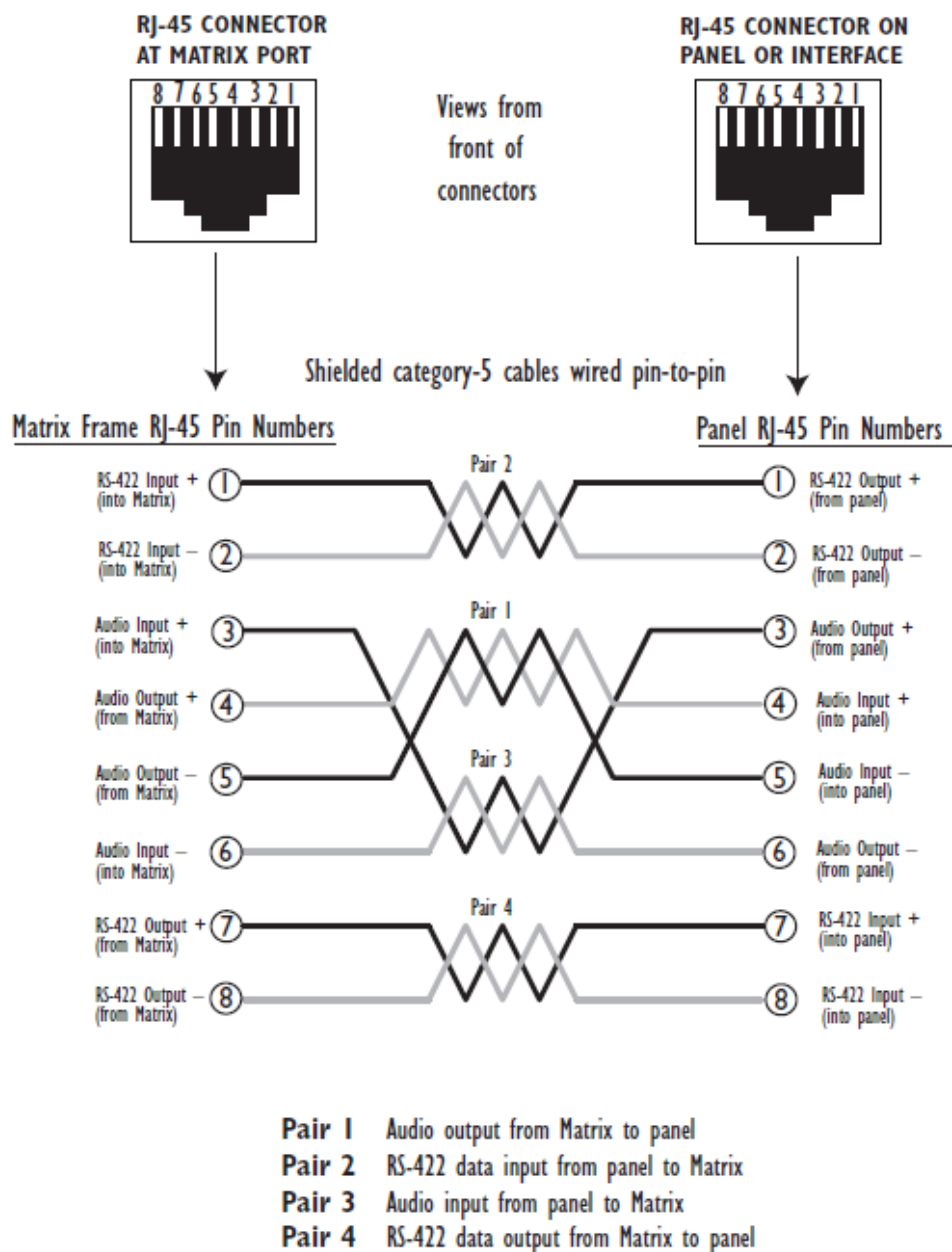 RJ-45 CONNECTOR
AT MATRIX PORT
RJ-45 CONNECTOR ON
PANEL OR INTERFACE
8 7 6 5 4 3 2 1
8 7 6 5 4 3 2 1
Views from
front of
connectors
Shielded category-5 cables wired pin-to-pin
Matrix Frame RJ-45 Pin Numbers
Panel RJ-45 Pin Numbers
RS-422 Input +
(into Matrix)
1
Pair 2
1
RS-422 Output +
(from panel)
RS-422 Input –
(into Matrix)
2
2
RS-422 Output –
(from panel)
Audio Input +
(into Matrix)
3
Pair 1
3
Audio Output +
(from panel)
Audio Output +
(from Matrix)
4
4
Audio Input +
(into panel)
Audio Output –
(from Matrix)
5
Pair 3
5
Audio Input –
(into panel)
Audio Input –
(into Matrix)
6
6
Audio Output –
(from panel)
RS-422 Output +
(from Matrix)
7
Pair 4
7
RS-422 Input +
(into panel)
RS-422 Output –
(from Matrix)
8
8
RS-422 Input –
(into panel)
Pair 1 Audio output from Matrix to panel
Pair 2 RS-422 data input from panel to Matrix
Pair 3 Audio input from panel to Matrix
Pair 4 RS-422 data output from Matrix to panel